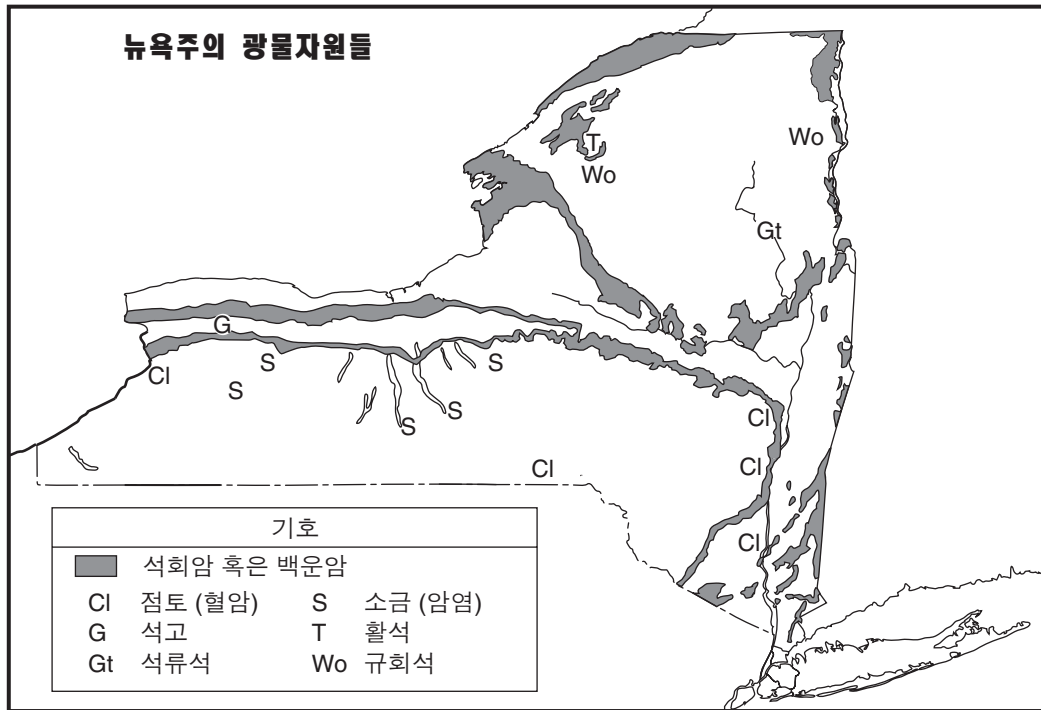 뉴욕주의 광물자원들
T
Wo
Wo
Gt
G
Cl
S
S
S
S
S
Cl
Cl
Cl
Cl
기호
석회암 혹은 백운암
Cl 점토 (혈암) S 소금 (암염)
G 석고 T 활석
Gt 석류석 Wo 규회석